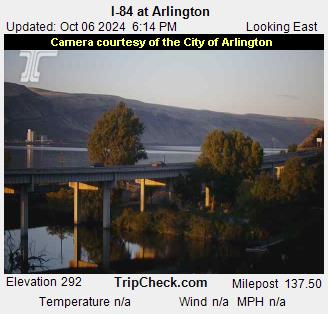 I-84 at Arlington
Updated: Oct 06 2024 6:14 PM Looking East
Camera courtesy of the City of Arlington
Elevation 292 TripCheck.com Milepost 137.50
Temperature n/a Wind n/a MPH n/a